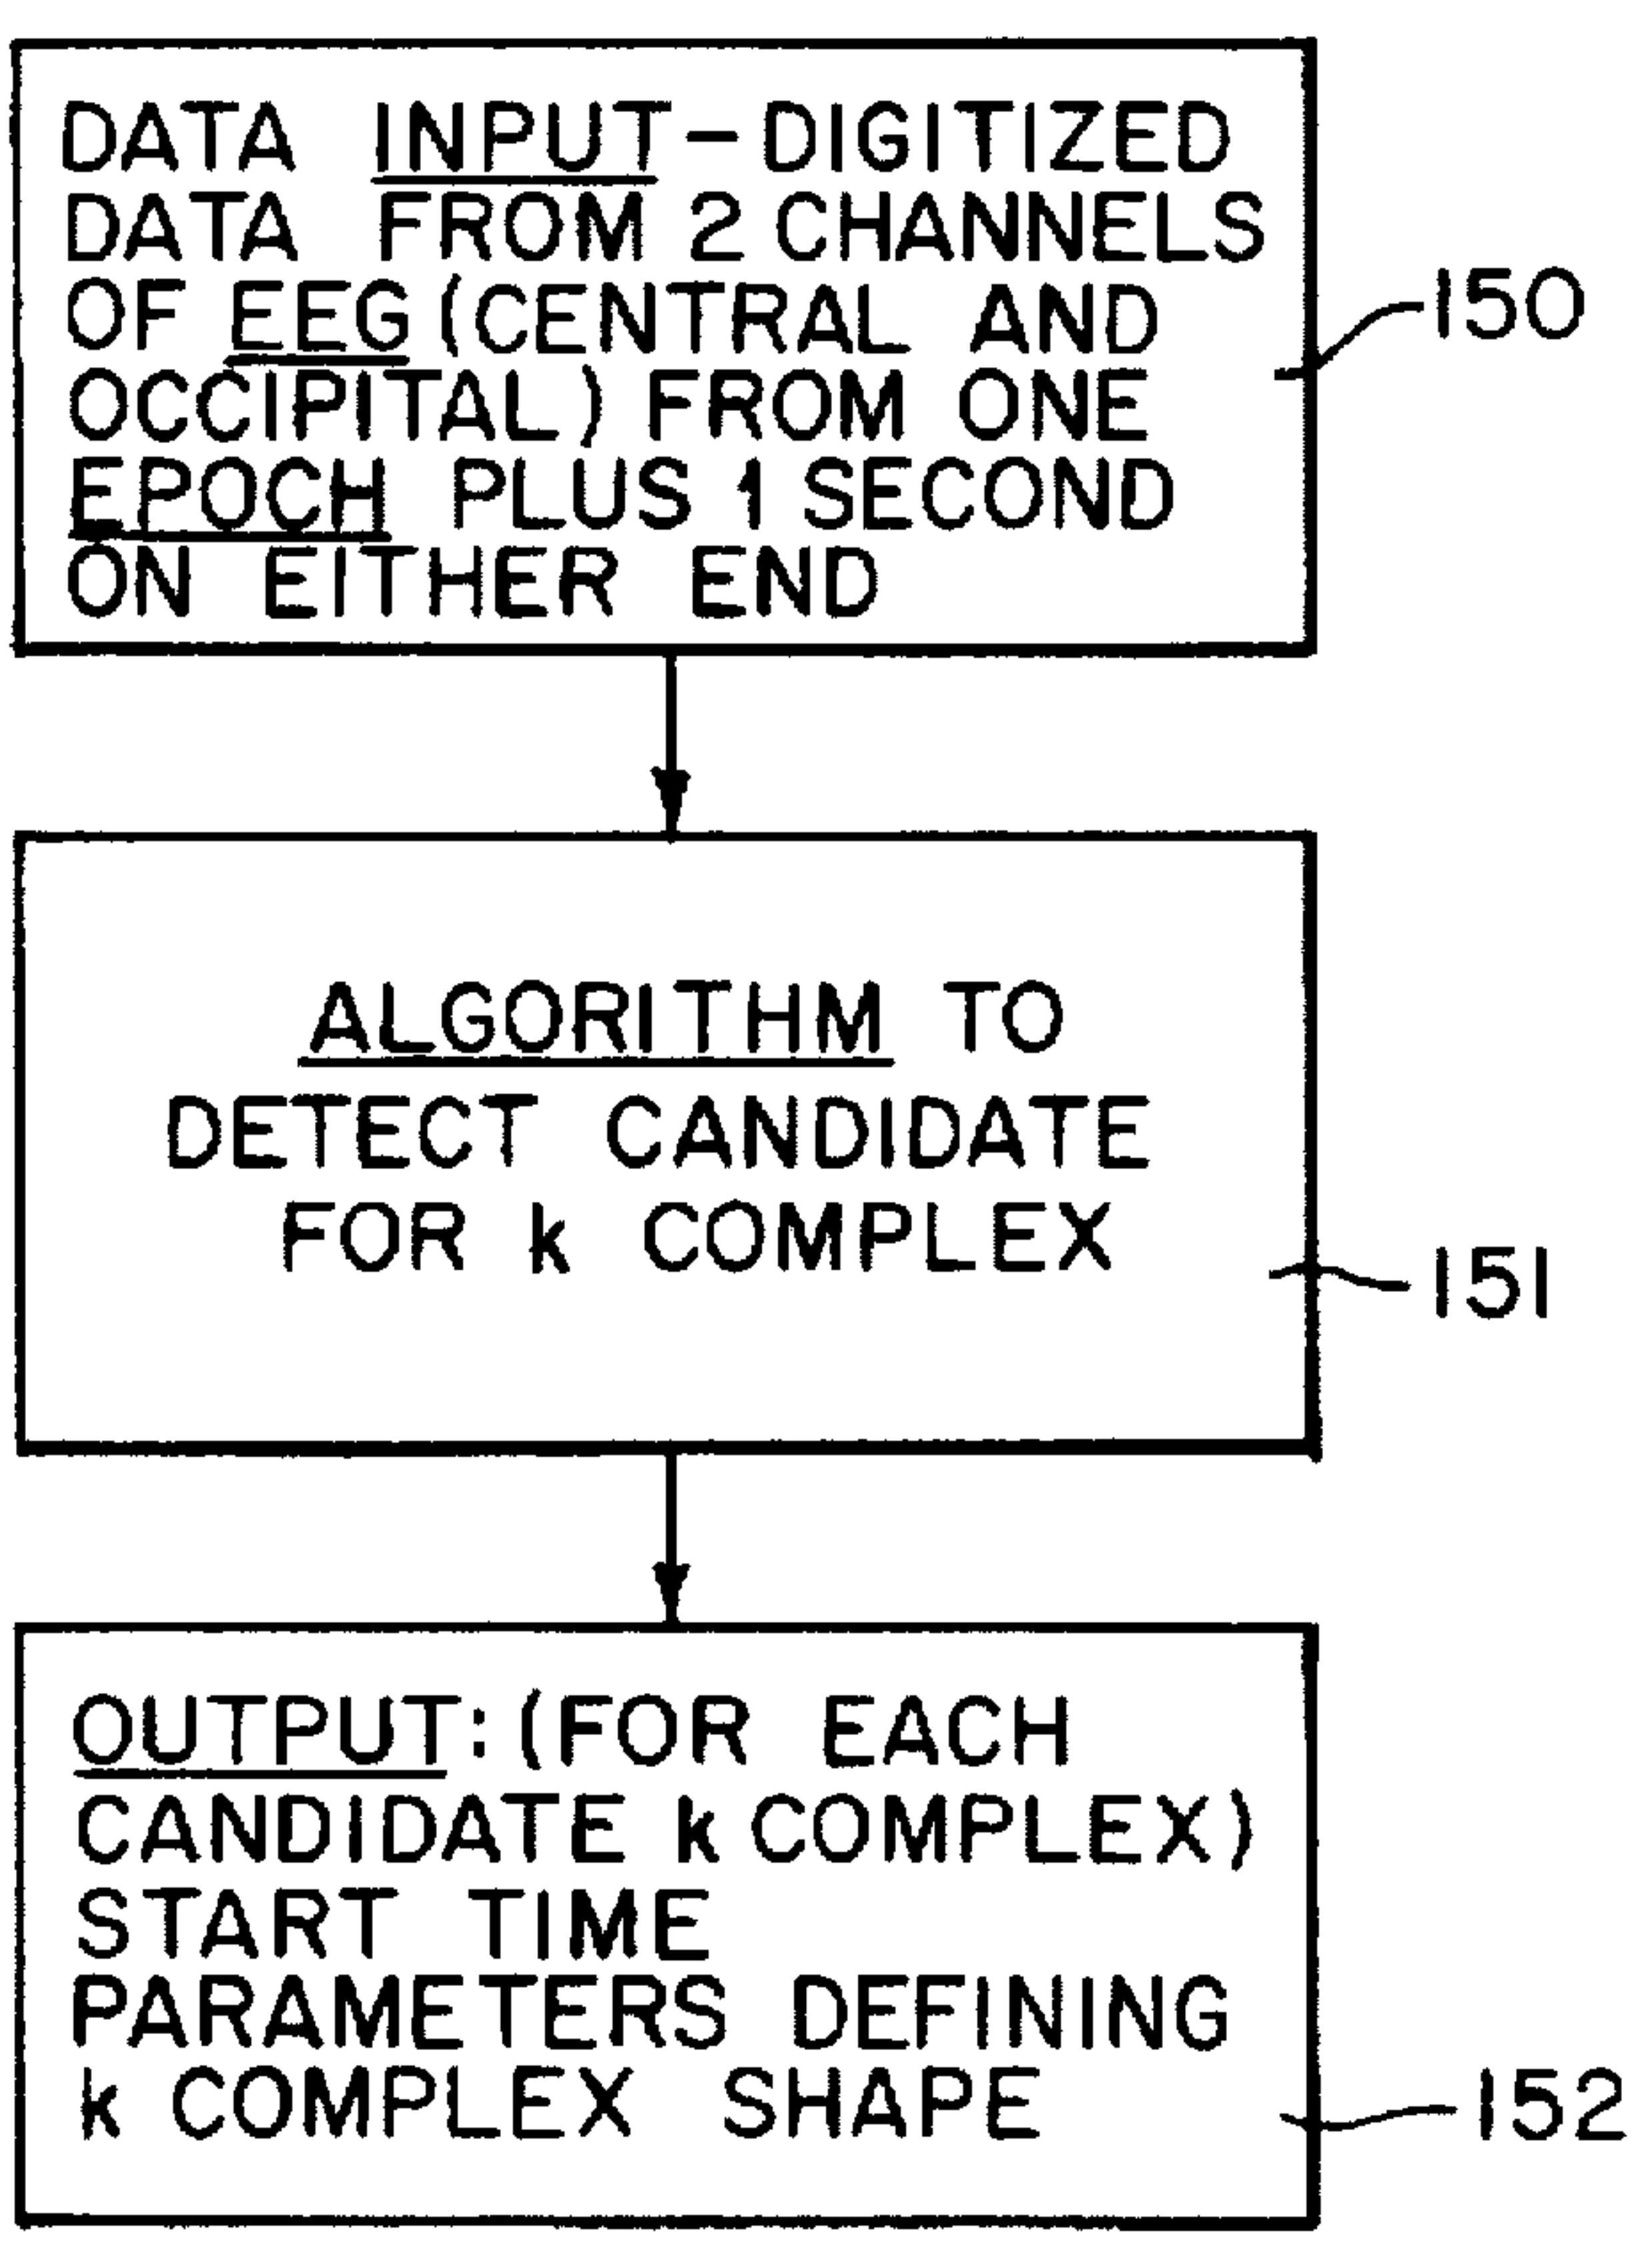 DATA INPUT-DIGITIZED
DATA FROM 2 CHANNELS
OF EEG (CENTRAL AND
OCCIPITAL) FROM ONE
EPOCH PLUS 1 SECOND
ON EITHER END
150
ALGORITHM TO
DETECT CANDIDATE
FOR k COMPLEX
151
OUTPUT: (FOR EACH
CANDIDATE k COMPLEX)
START TIME
PARAMETERS DEFINING
k COMPLEX SHAPE
152